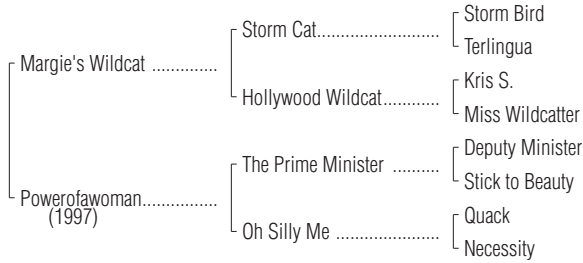 Storm Bird
Storm Cat..............................
Terlingua
Margie's Wildcat ................
Kris S.
Hollywood Wildcat.............
Miss Wildcatter
Deputy Minister
The Prime Minister ...........
Stick to Beauty
Powerofawoman..................
(1997)
Quack
Oh Silly Me .........................
Necessity